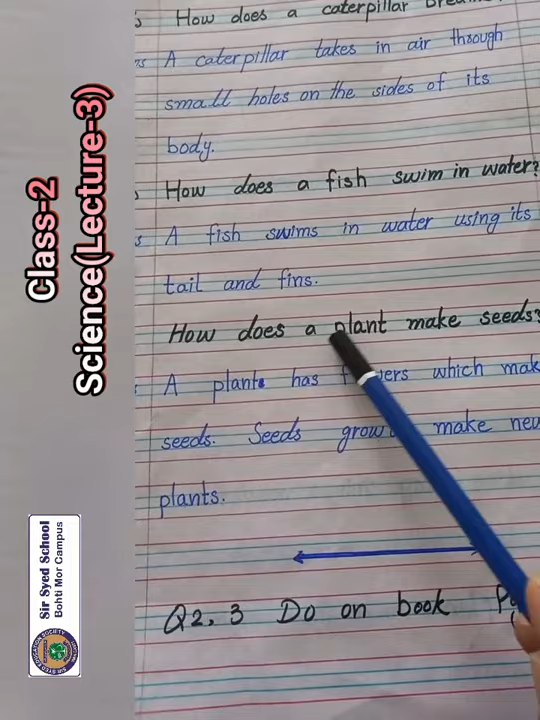 How does a caterpillar
A caterpillar takes in air through
small holes on the sides of its
body.
How does a fish swim in water?
A fish swims in water using its
tail and fins.
How does a plant make seeds?
A plant has which mak
seeds. Seeds make new
plants.
Q2, 3 Do on book
Class-2
Science(Lecture-3)
Sir Syed School
Bohti Mor Campus